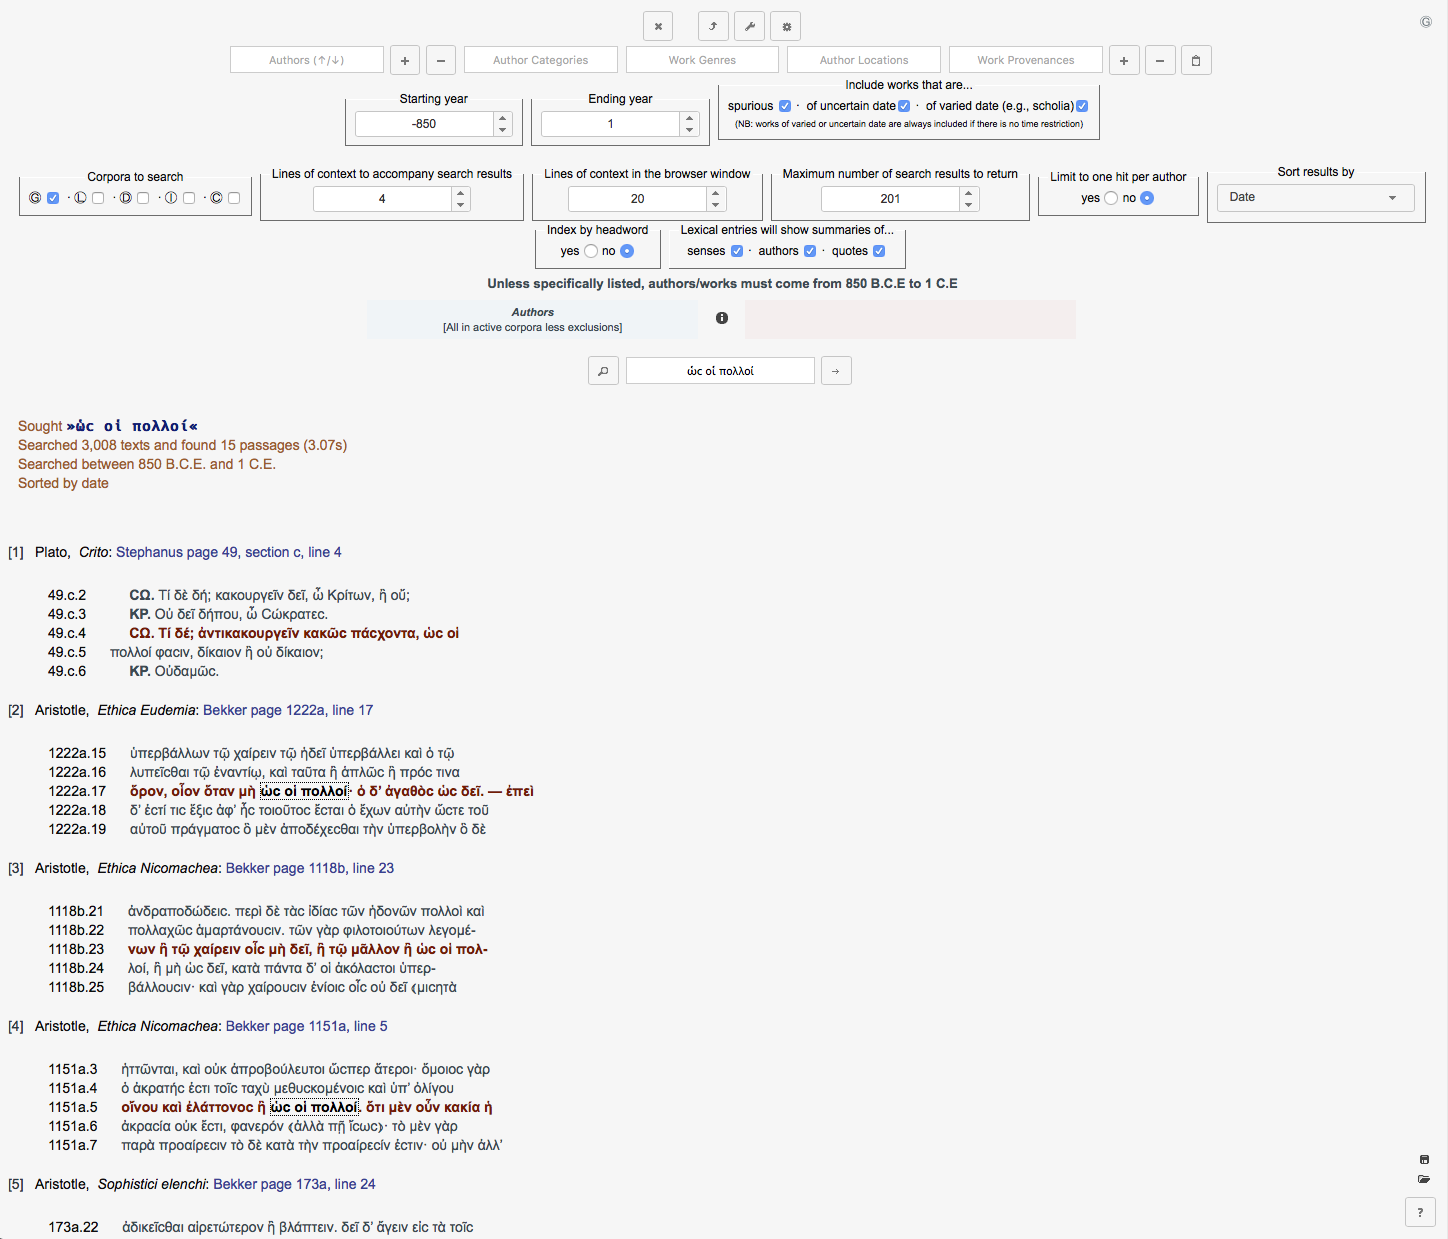 Ⓖ
Authors (↑/↓) + − Author Categories Work Genres Author Locations Work Provenances + −
Starting year Ending year Include works that are...
-850 1 spurious · of uncertain date · of varied date (e.g., scholia)
(NB: works of varied or uncertain date are always included if there is no time restriction)
Corpora to search Lines of context to accompany search results Lines of context in the browser window Maximum number of search results to return Limit to one hit per author Sort results by
Ⓖ · Ⓛ · Ⓓ · Ⓘ · Ⓒ 4 20 201 yes no Date
Index by headword Lexical entries will show summaries of...
yes no senses · authors · quotes
Unless specifically listed, authors/works must come from 850 B.C.E to 1 C.E
Authors
[All in active corpora less exclusions]
ὡϲ οἱ πολλοί →
Sought »ὡϲ οἱ πολλοί«
Searched 3,008 texts and found 15 passages (3.07s)
Searched between 850 B.C.E. and 1 C.E.
Sorted by date
[1] Plato, Crito: Stephanus page 49, section c, line 4
49.c.2 ϹΩ. Τί δὲ δή; κακουργεῖν δεῖ, ὦ Κρίτων, ἢ οὔ;
49.c.3 ΚΡ. Οὐ δεῖ δήπου, ὦ Ϲώκρατεϲ.
49.c.4 ϹΩ. Τί δέ; ἀντικακουργεῖν κακῶϲ πάϲχοντα, ὡϲ οἱ
49.c.5 πολλοί φαϲιν, δίκαιον ἢ οὐ δίκαιον;
49.c.6 ΚΡ. Οὐδαμῶϲ.
[2] Aristotle, Ethica Eudemia: Bekker page 1222a, line 17
1222a.15 ὑπερβάλλων τῷ χαίρειν τῷ ἡδεῖ ὑπερβάλλει καὶ ὁ τῷ
1222a.16 λυπεῖϲθαι τῷ ἐναντίῳ, καὶ ταῦτα ἢ ἁπλῶϲ ἢ πρόϲ τινα
1222a.17 ὅρον, οἷον ὅταν μὴ ὡϲ οἱ πολλοί· ὁ δ’ ἀγαθὸϲ ὡϲ δεῖ. — ἐπεὶ
1222a.18 δ’ ἐϲτί τιϲ ἕξιϲ ἀφ’ ἧϲ τοιοῦτοϲ ἔϲται ὁ ἔχων αὐτὴν ὥϲτε τοῦ
1222a.19 αὐτοῦ πράγματοϲ ὃ μὲν ἀποδέχεϲθαι τὴν ὑπερβολὴν ὃ δὲ
[3] Aristotle, Ethica Nicomachea: Bekker page 1118b, line 23
1118b.21 ἀνδραποδώδειϲ. περὶ δὲ τὰϲ ἰδίαϲ τῶν ἡδονῶν πολλοὶ καὶ
1118b.22 πολλαχῶϲ ἁμαρτάνουϲιν. τῶν γὰρ φιλοτοιούτων λεγομέ-
1118b.23 νων ἢ τῷ χαίρειν οἷϲ μὴ δεῖ, ἢ τῷ μᾶλλον ἢ ὡϲ οἱ πολ-
1118b.24 λοί, ἢ μὴ ὡϲ δεῖ, κατὰ πάντα δ’ οἱ ἀκόλαϲτοι ὑπερ-
1118b.25 βάλλουϲιν· καὶ γὰρ χαίρουϲιν ἐνίοιϲ οἷϲ οὐ δεῖ (μιϲητὰ
[4] Aristotle, Ethica Nicomachea: Bekker page 1151a, line 5
1151a.3 ἡττῶνται, καὶ οὐκ ἀπροβούλευτοι ὥϲπερ ἅτεροι· ὅμοιοϲ γὰρ
1151a.4 ὁ ἀκρατήϲ ἐϲτι τοῖϲ ταχὺ μεθυϲκομένοιϲ καὶ ὑπ’ ὀλίγου
1151a.5 οἴνου καὶ ἐλάττονοϲ ἢ ὡϲ οἱ πολλοί. ὅτι μὲν οὖν κακία ἡ
1151a.6 ἀκραϲία οὐκ ἔϲτι, φανερόν (ἀλλὰ πῇ ἴϲωϲ)· τὸ μὲν γὰρ
1151a.7 παρὰ προαίρεϲιν τὸ δὲ κατὰ τὴν προαίρεϲίν ἐϲτιν· οὐ μὴν ἀλλ’
[5] Aristotle, Sophistici elenchi: Bekker page 173a, line 24
173a.22 ἀδικεῖϲθαι αἱρετώτερον ἢ βλάπτειν. δεῖ δ’ ἄγειν εἰϲ τὰ τοῖϲ
?